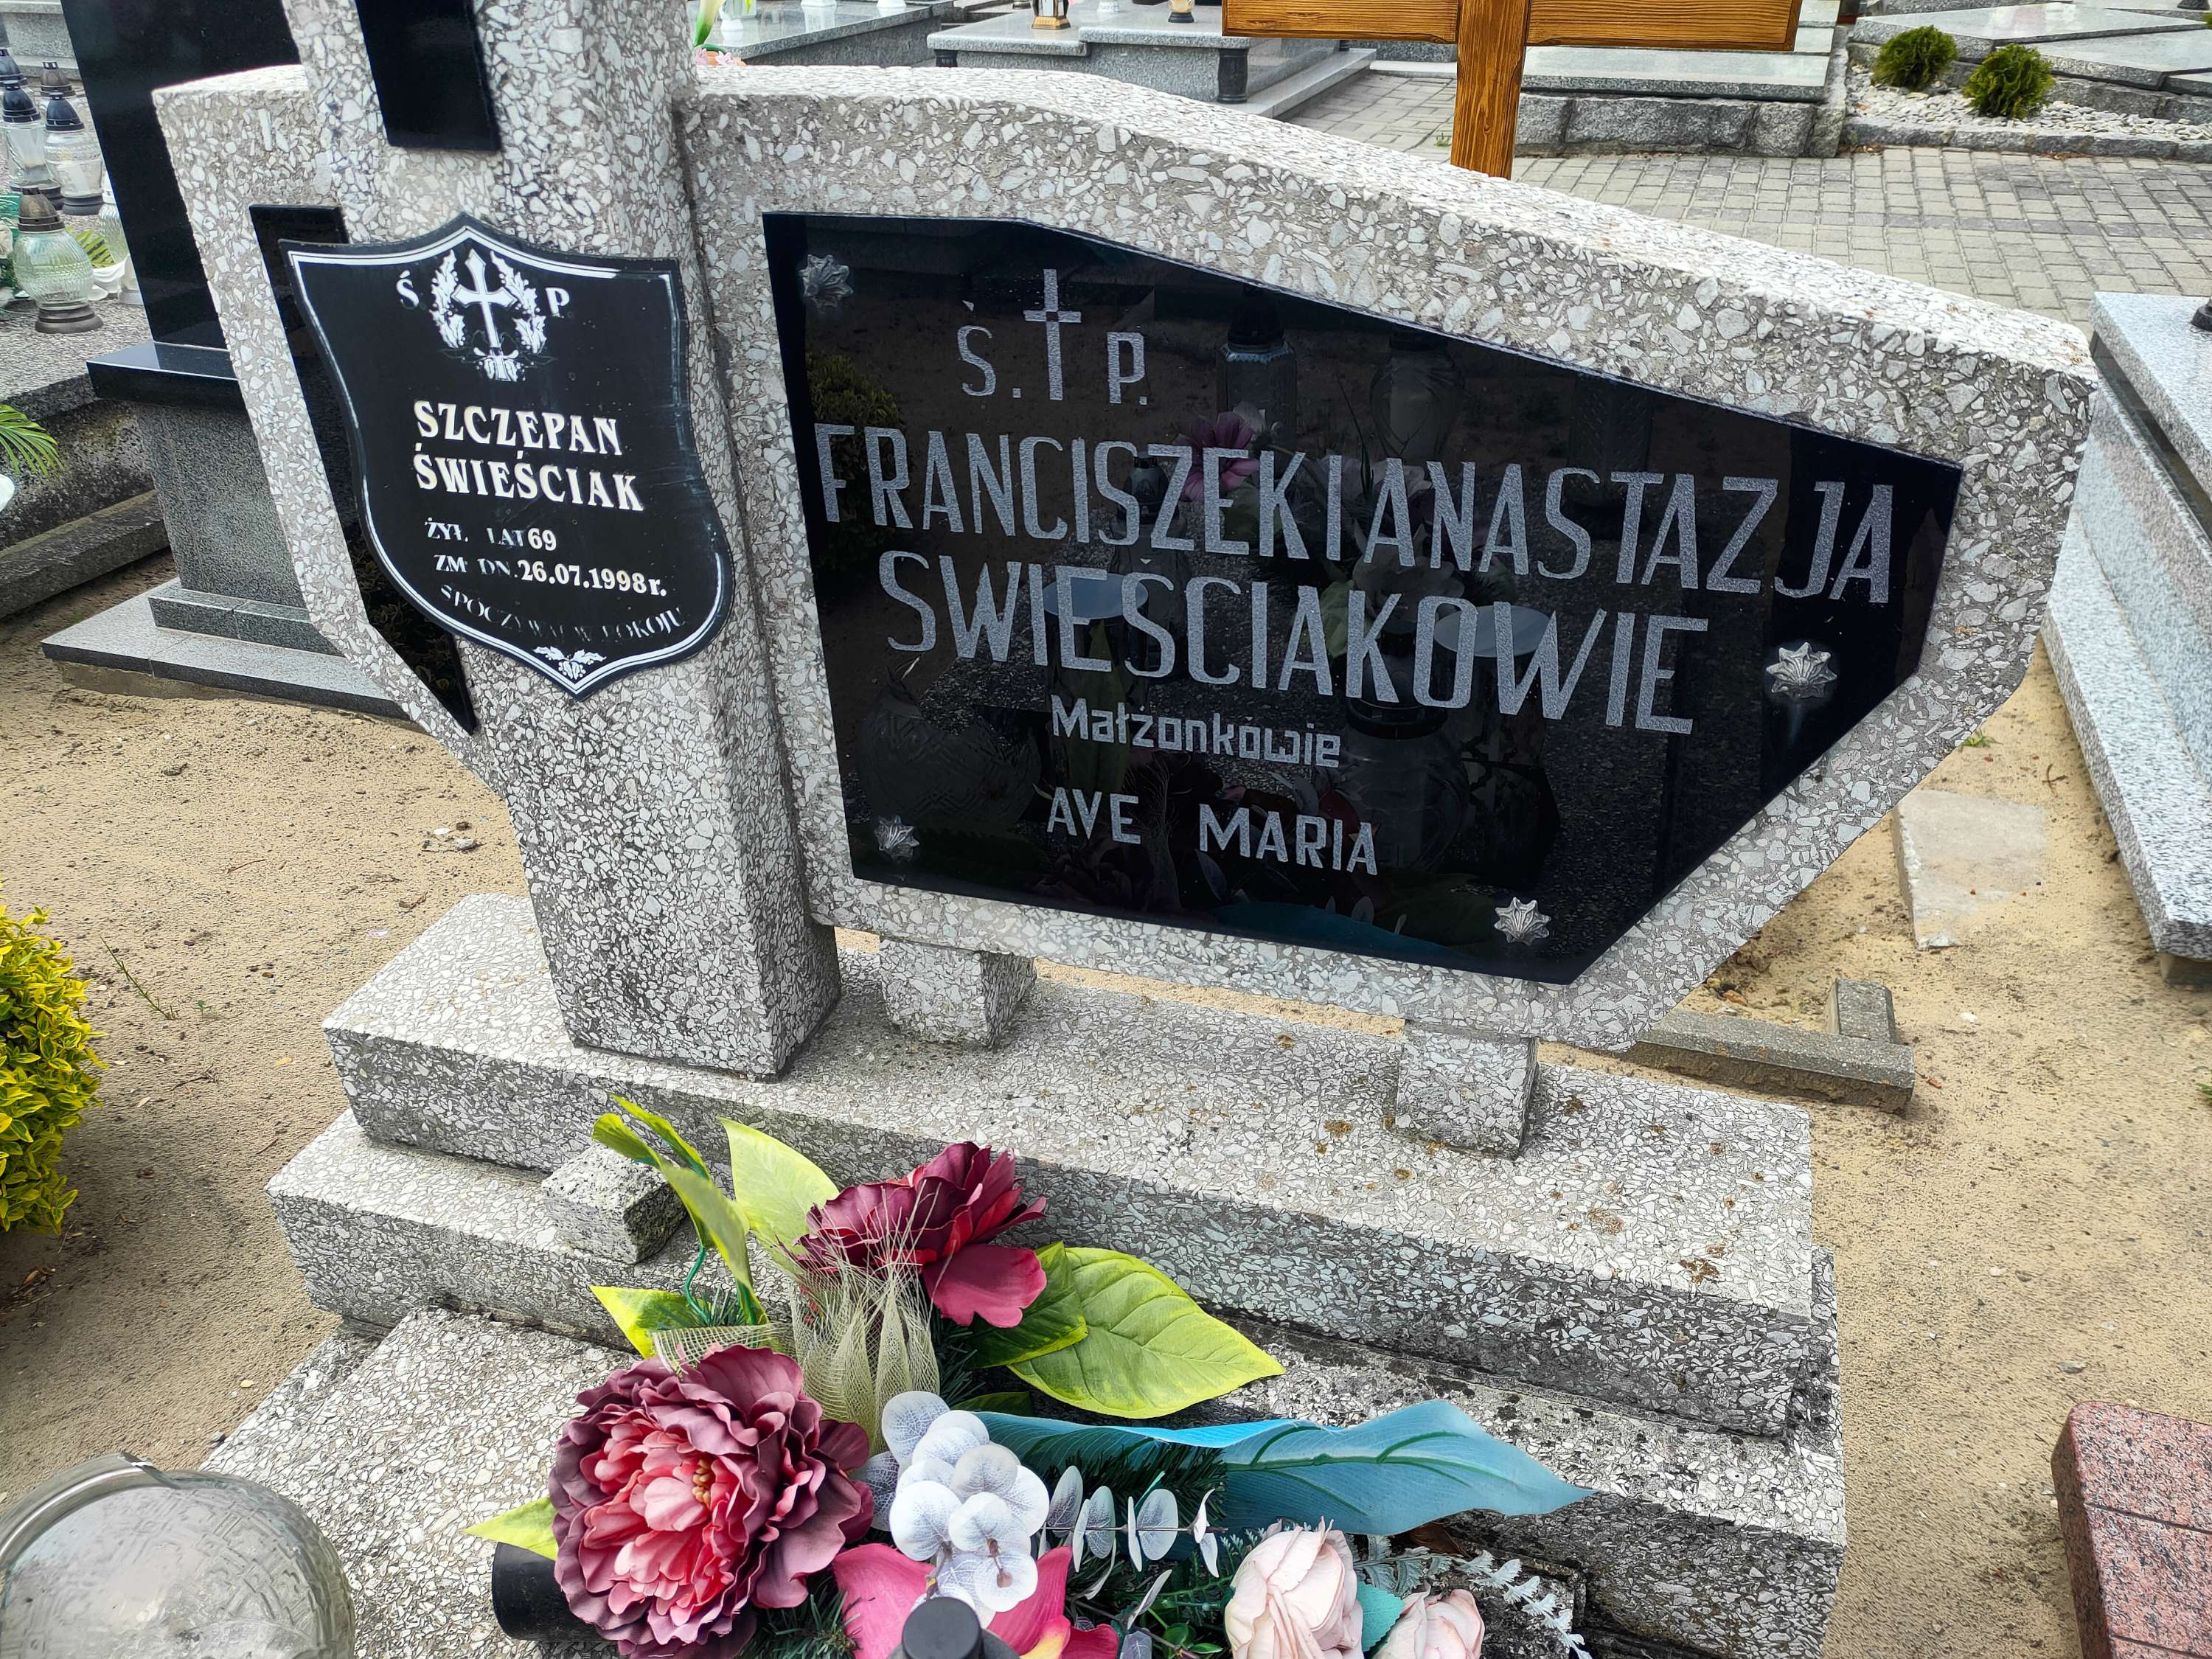 Ś P
SZCZEPAN
ŚWIEŚCIAK
ŻYŁ LAT 69
ZM DN. 26.07.1998 r.
SPOCZYWAJ W POKOJU
Ś. P.
FRANCISZEK I ANASTAZJA
SWIEŚCIAKOWIE
Małżonkowie
AVE MARIA